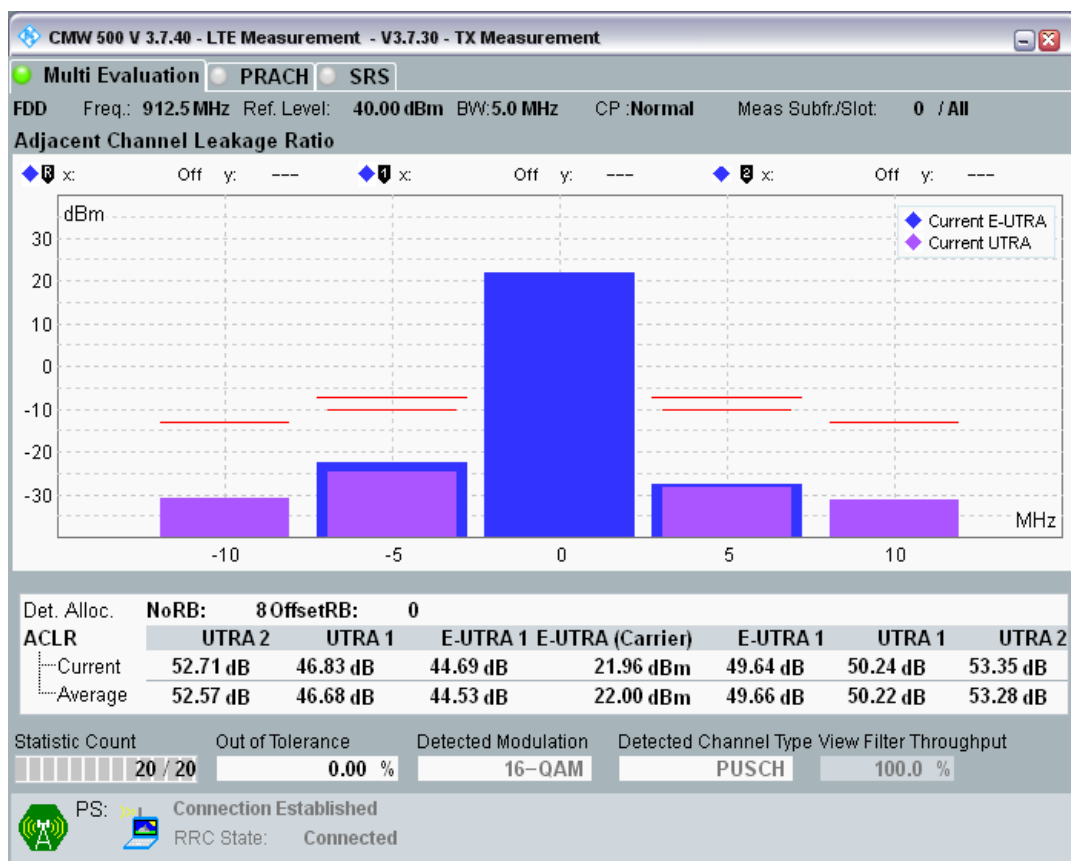 CMW 500 V 3.7.40 - LTE Measurement - V3.7.30 - TX Measurement
Multi Evaluation PRACH SRS
FDD Freq.: 912.5 MHz Ref. Level: 40.00 dBm BW:5.0 MHz CP :Normal Meas Subfr./Slot: 0 / All
Adjacent Channel Leakage Ratio
R x: Off y: --- 1 x: Off y: --- 2 x: Off y: ---
dBm
Current E-UTRA
Current UTRA
30
20
10
0
-10
-20
-30
MHz
-10 -5 0 5 10
Det. Alloc. NoRB: 8 OffsetRB: 0
ACLR UTRA 2 UTRA 1 E-UTRA 1 E-UTRA (Carrier) E-UTRA 1 UTRA 1 UTRA 2
Current 52.71 dB 46.83 dB 44.69 dB 21.96 dBm 49.64 dB 50.24 dB 53.35 dB
Average 52.57 dB 46.68 dB 44.53 dB 22.00 dBm 49.66 dB 50.22 dB 53.28 dB
Statistic Count Out of Tolerance Detected Modulation Detected Channel Type View Filter Throughput
20 / 20 0.00 % 16-QAM PUSCH 100.0 %
PS: Connection Established
RRC State: Connected